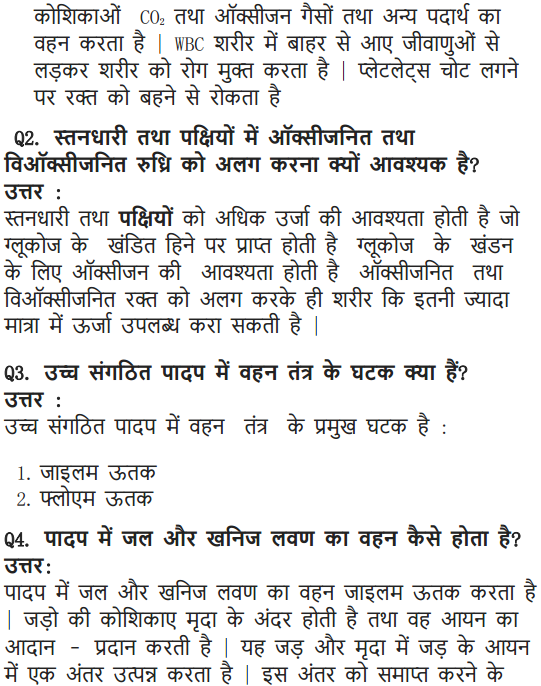 कोशिकाओं CO₂ तथा ऑक्सीजन गैसों तथा अन्य पदार्थ का
वहन करता है | WBC शरीर में बाहर से आए जीवाणुओं से
लड़कर शरीर को रोग मुक्त करता है | प्लेटलेट्स चोट लगने
पर रक्त को बहने से रोकता है
Q2. स्तनधारी तथा पक्षियों में ऑक्सीजनित तथा
विऑक्सीजनित रुध्रि को अलग करना क्यों आवश्यक है?
उत्तर :
स्तनधारी तथा पक्षियों को अधिक उर्जा की आवश्यता होती है जो
ग्लूकोज के खंडित हिने पर प्राप्त होती है ग्लूकोज के खंडन
के लिए ऑक्सीजन की आवश्यता होती है ऑक्सीजनित तथा
विऑक्सीजनित रक्त को अलग करके ही शरीर कि इतनी ज्यादा
मात्रा में ऊर्जा उपलब्ध करा सकती है |
Q3. उच्च संगठित पादप में वहन तंत्र के घटक क्या हैं?
उत्तर :
उच्च संगठित पादप में वहन तंत्र के प्रमुख घटक है :
1. जाइलम ऊतक
2. फ्लोएम ऊतक
Q4. पादप में जल और खनिज लवण का वहन कैसे होता है?
उत्तर:
पादप में जल और खनिज लवण का वहन जाइलम ऊतक करता है
| जड़ो की कोशिकाए मृदा के अंदर होती है तथा वह आयन का
आदान - प्रदान करती है | यह जड़ और मृदा में जड़ के आयन
में एक अंतर उत्पन्न करता है | इस अंतर को समाप्त करने के